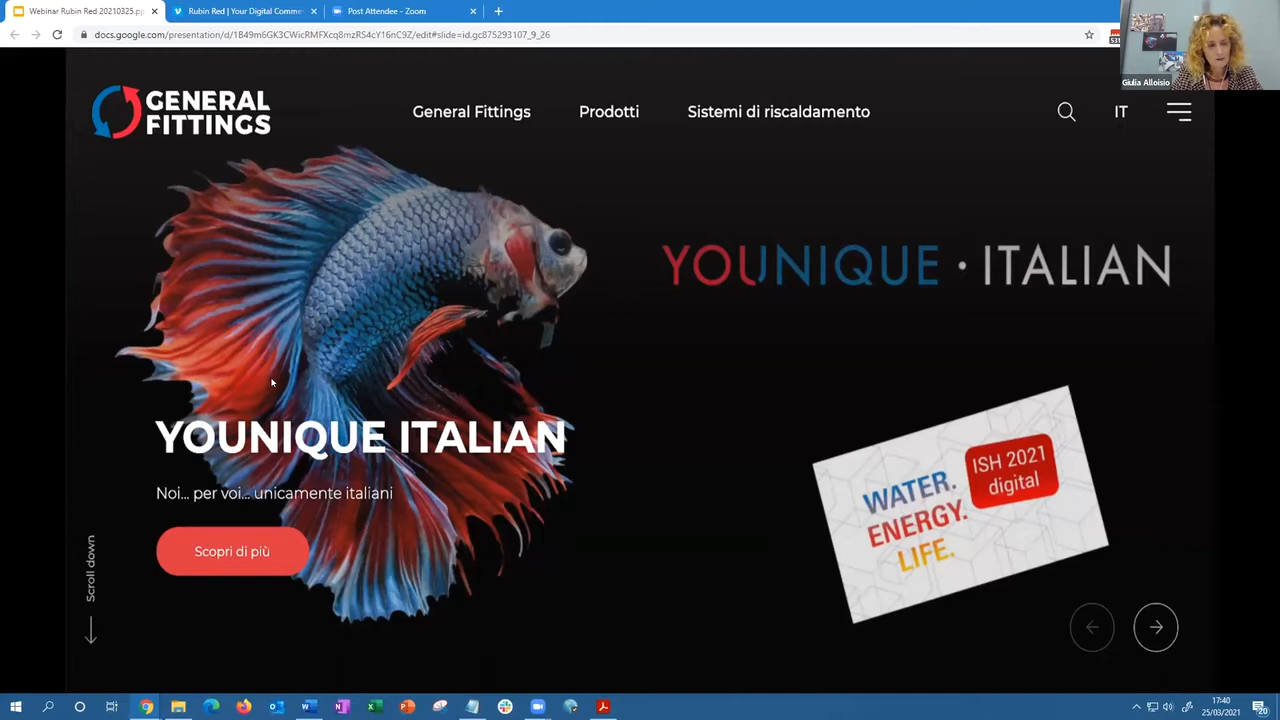 Webinar Rubin Red 20210325.pp
Rubin Red | Your Digital Comme
Post Attendee - Zoom
docs.google.com/presentation/d/1B49m6GK3CWicRMFXcq8mzRS4cY16nC9Z/edit#slide=id.gc875293107_9_26
Giulia Alloisio
GENERAL
FITTINGS
General Fittings
Prodotti
Sistemi di riscaldamento
IT
YOUNIQUE · ITALIAN
YOUNIQUE ITALIAN
Noi... per voi... unicamente italiani
Scopri di più
Scroll down
WATER.
ENERGY.
LIFE.
ISH 2021
digital
17:40
25/03/2021
20